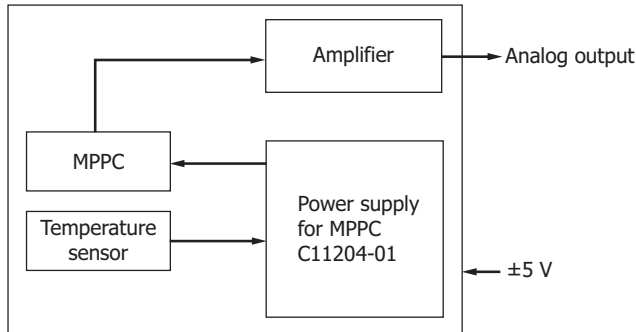 Amplifier
Analog output
MPPC
Temperature
sensor
Power supply
for MPPC
C11204-01
±5 V